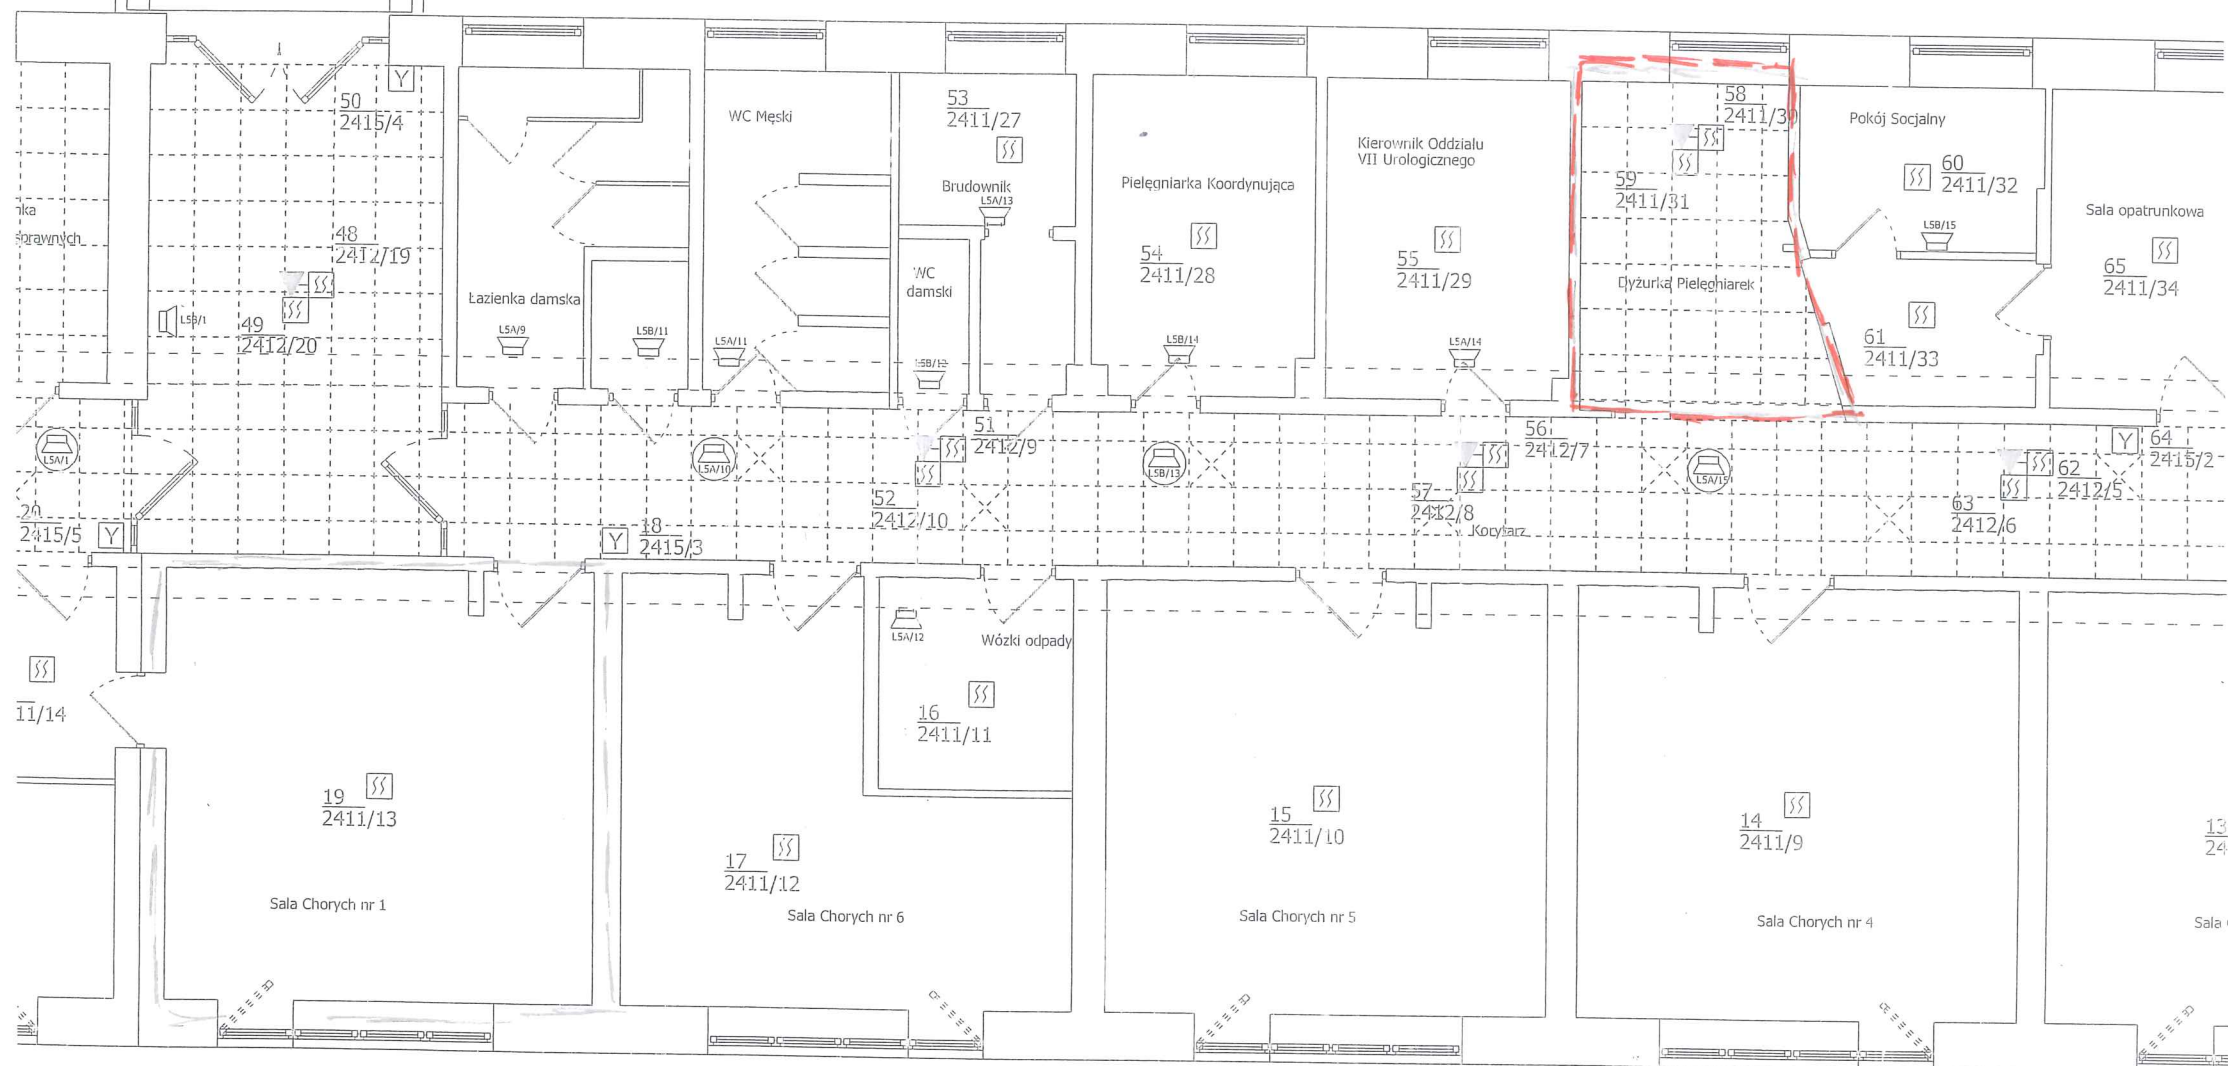 50
2415/4
Y
WC Męski
53
2411/27
Brudownik
L5A/13
Pielęgniarka Koordynująca
54
2411/28
Kierownik Oddziału
VII Urologicznego
55
2411/29
58
2411/30
59
2411/31
Dyżurka Pielęgniarek
Pokój Socjalny
60
2411/32
L5B/15
61
2411/33
Sala opatrunkowa
65
2411/34
48
2412/19
49
2412/20
L5B/1
Łazienka damska
L5A/9
L5B/11
L5A/11
WC
damski
L5B/12
L5B/14
L5A/14
L5A/1
20
2415/5
Y
L5A/10
Y
18
2415/3
51
2412/9
52
2412/10
L5B/13
56
2412/7
57
2412/8
Korytarz
L5A/15
62
2412/5
63
2412/6
Y
64
2415/2
11/14
19
2411/13
Sala Chorych nr 1
17
2411/12
Sala Chorych nr 6
L5A/12
Wózki odpady
16
2411/11
15
2411/10
Sala Chorych nr 5
14
2411/9
Sala Chorych nr 4
13
24
Sala